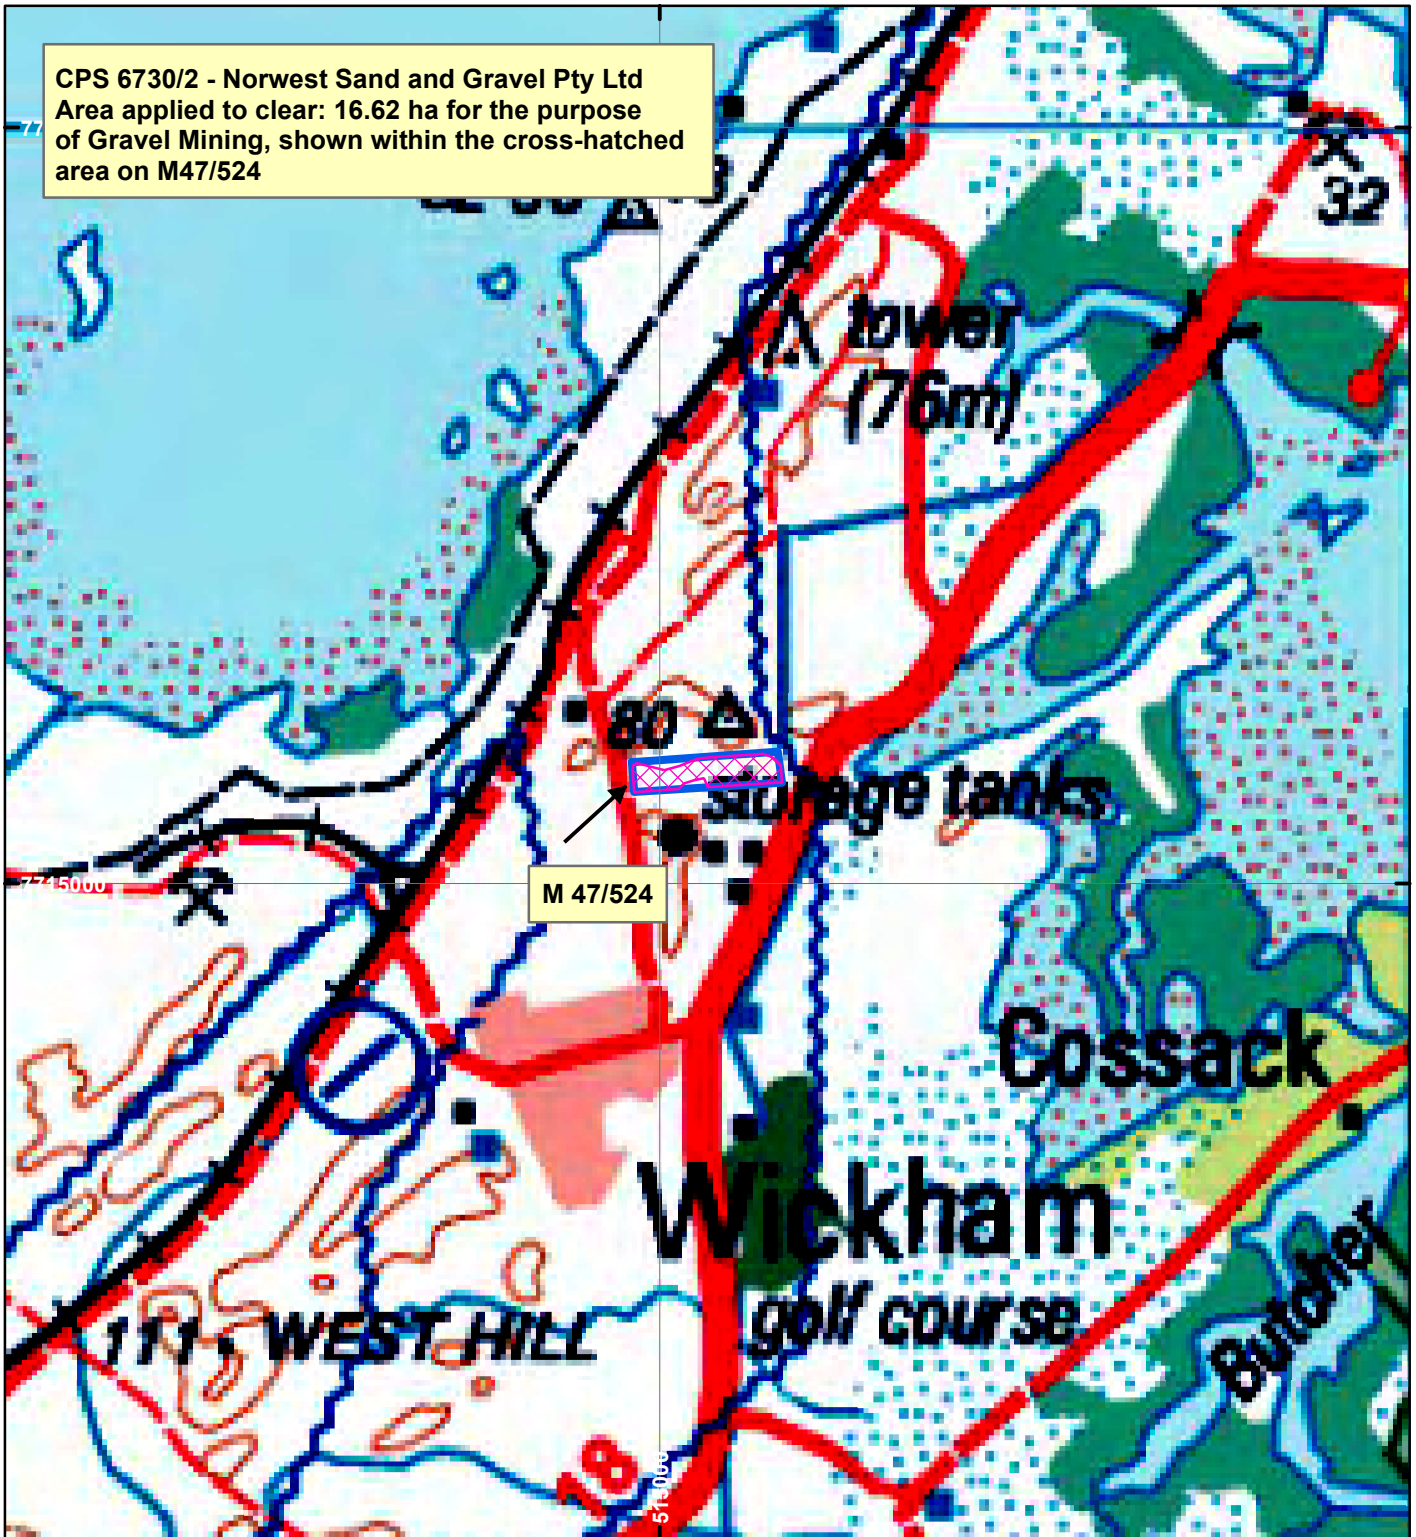 CPS 6730/2 - Norwest Sand and Gravel Pty Ltd
Area applied to clear: 16.62 ha for the purpose
of Gravel Mining, shown within the cross-hatched
area on M47/524
32
tower
(76m)
80
storage tanks
7715000
M 47/524
Cossack
Wickham
golf course
Butcher
111 WEST HILL
18
513000